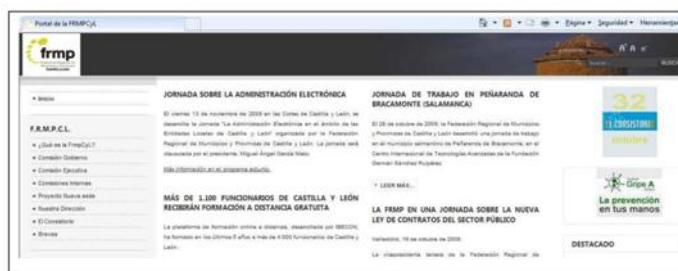 Portal de la FRMPCyL
Página Seguridad Herramientas
frmp
Castilla y León
BUSCAR
Inicio
F.R.M.P.C.L.
¿Qué es la FrmpCyL?
Comisión Gobierno
Comisión Ejecutiva
Comisiones Internas
Proyecto Nueva sede
Nuestra Dirección
El Consistorio
Breves
JORNADA SOBRE LA ADMINISTRACIÓN ELECTRÓNICA
El viernes 13 de noviembre de 2009 en las Cortes de Castilla y León, se
desarrolla la Jornada "La Administración Electrónica en el ámbito de las
Entidades Locales de Castilla y León" organizada por la Federación
Regional de Municipios y Provincias de Castilla y León. La jornada será
clausurada por el presidente, Miguel Ángel García Nieto.
Más información en el programa adjunto.
MÁS DE 1.100 FUNCIONARIOS DE CASTILLA Y LEÓN
RECIBIRÁN FORMACIÓN A DISTANCIA GRATUITA
La plataforma de formación online a distancia, desarrollada por IBECON,
ha formado en los últimos 5 años a más de 4.000 funcionarios de Castilla y
León.
JORNADA DE TRABAJO EN PEÑARANDA DE
BRACAMONTE (SALAMANCA)
El 28 de octubre de 2009, la Federación Regional de Municipios
y Provincias de Castilla y León desarrolló una jornada de trabajo
en el municipio salmantino de Peñaranda de Bracamonte, en el
Centro Internacional de Tecnologías Avanzadas de la Fundación
Germán Sánchez Ruipérez.
LEER MÁS...
LA FRMP EN UNA JORNADA SOBRE LA NUEVA
LEY DE CONTRATOS DEL SECTOR PÚBLICO
Valladolid, 19 de octubre de 2009.
La vicepresidenta tercera de la Federación Regional de
32
EL CONSISTORIO
octubre
Gripe A
La prevención
en tus manos
DESTACADO